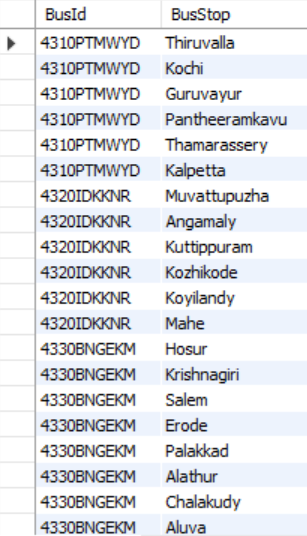 BusId BusStop
4310PTMWYD Thiruvalla
4310PTMWYD Kochi
4310PTMWYD Guruvayur
4310PTMWYD Pantheeramkavu
4310PTMWYD Thamarassery
4310PTMWYD Kalpetta
4320IDKKNR Muvattupuzha
4320IDKKNR Angamaly
4320IDKKNR Kuttippuram
4320IDKKNR Kozhikode
4320IDKKNR Koyilandy
4320IDKKNR Mahe
4330BNGEKM Hosur
4330BNGEKM Krishnagiri
4330BNGEKM Salem
4330BNGEKM Erode
4330BNGEKM Palakkad
4330BNGEKM Alathur
4330BNGEKM Chalakudy
4330BNGEKM Aluva